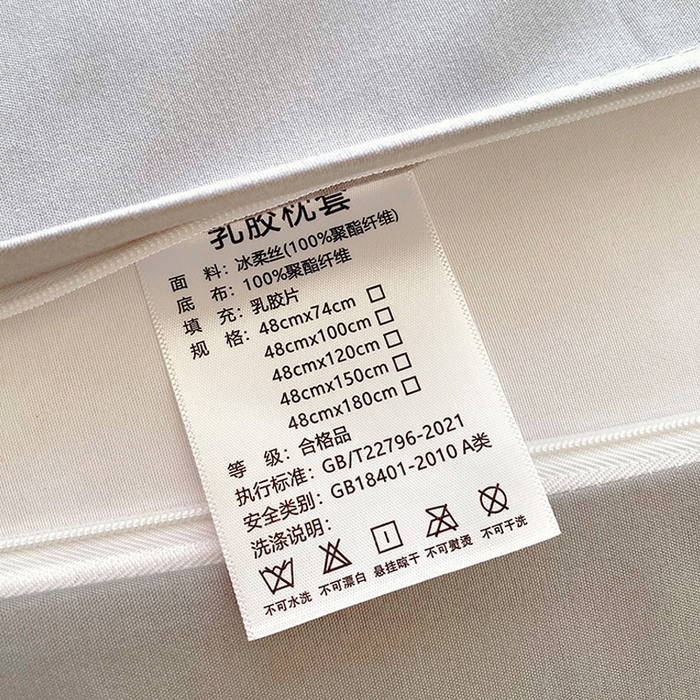 乳胶枕套
面 料：冰柔丝(100%聚酯纤维)
底 布：100%聚酯纤维
填 充：乳胶片
规 格：48cmx74cm □
48cmx100cm □
48cmx120cm □
48cmx150cm □
48cmx180cm □
等 级：合格品
执行标准：GB/T22796-2021
安全类别：GB18401-2010 A类
洗涤说明：
不可水洗 不可漂白 悬挂晾干 不可熨烫 不可干洗